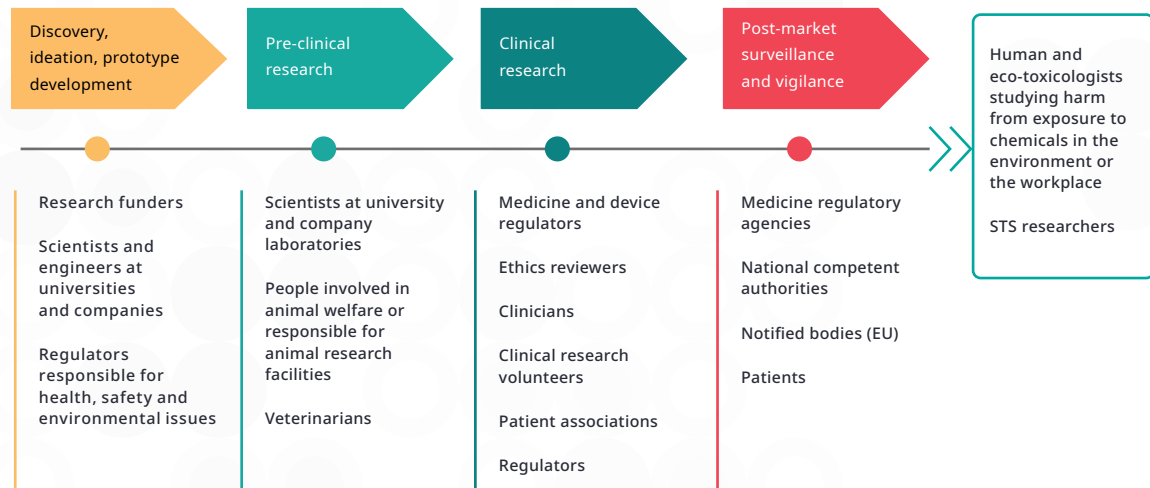 Discovery,
ideation, prototype
development
Pre-clinical
research
Clinical
research
Post-market
surveillance
and vigilance
Human and
eco-toxicologists
studying harm
from exposure to
chemicals in the
environment or
the workplace
STS researchers
Research funders
Scientists and
engineers at
universities
and companies
Regulators
responsible for
health, safety and
environmental issues
Scientists at university
and company
laboratories
People involved in
animal welfare or
responsible for
animal research
facilities
Veterinarians
Medicine and device
regulators
Ethics reviewers
Clinicians
Clinical research
volunteers
Patient associations
Regulators
Medicine regulatory
agencies
National competent
authorities
Notified bodies (EU)
Patients